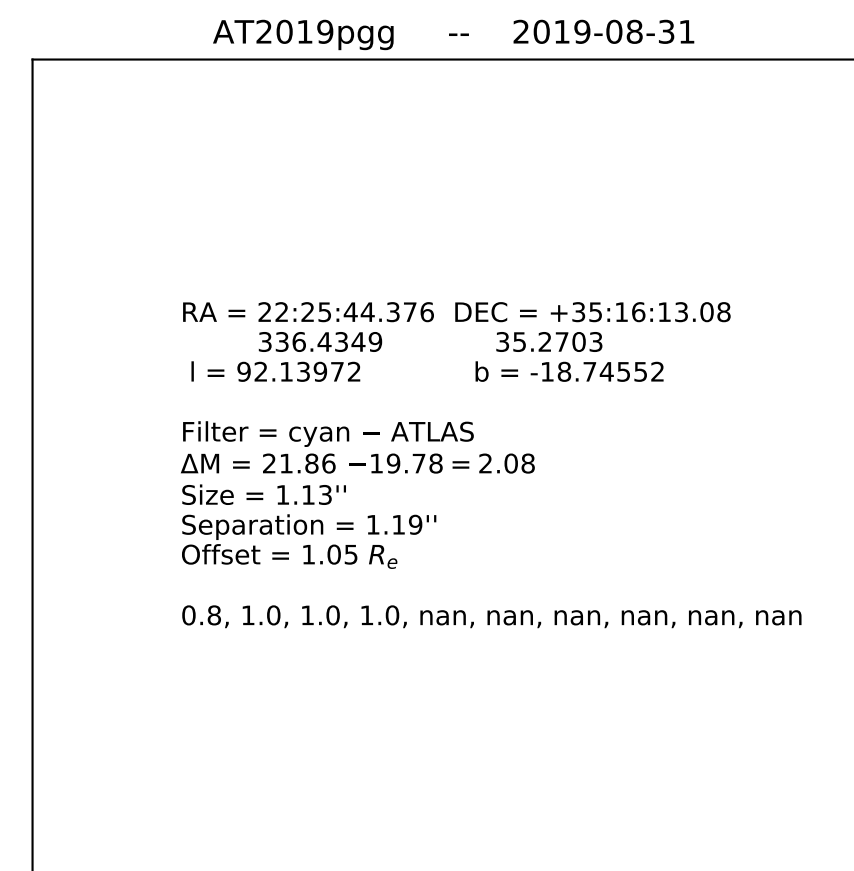 AT2019pgg -- 2019-08-31
RA = 22:25:44.376 DEC = +35:16:13.08
336.4349 35.2703
l = 92.13972 b = -18.74552
Filter = cyan − ATLAS
ΔM = 21.86 −19.78 = 2.08
Size = 1.13''
Separation = 1.19''
Offset = 1.05 Rₑ
0.8, 1.0, 1.0, 1.0, nan, nan, nan, nan, nan, nan